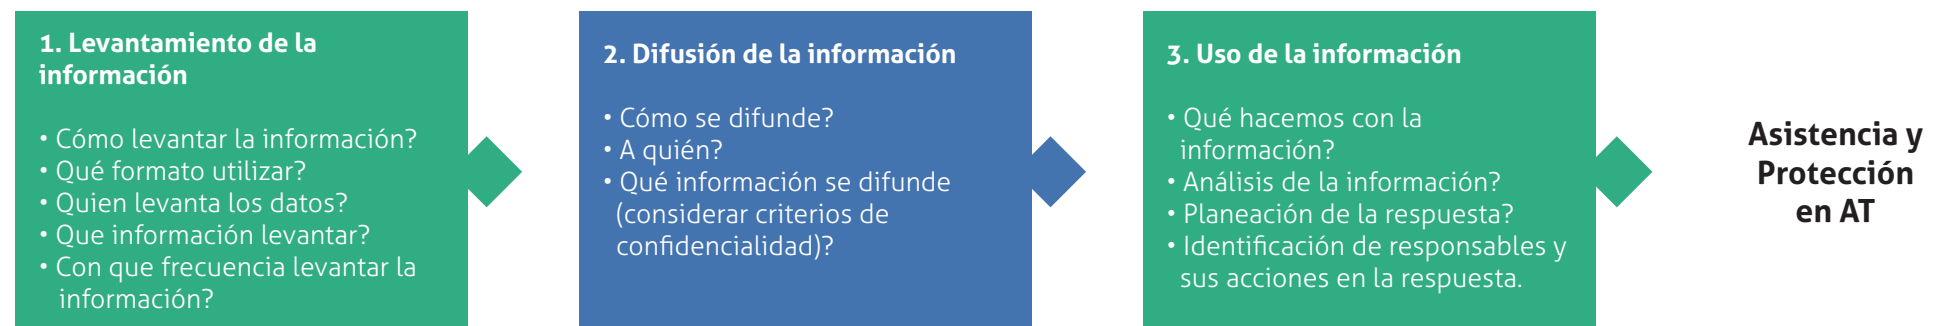 1. Levantamiento de la
información
• Cómo levantar la información?
• Qué formato utilizar?
• Quien levanta los datos?
• Que información levantar?
• Con que frecuencia levantar la
información?
2. Difusión de la información
• Cómo se difunde?
• A quién?
• Qué información se difunde
(considerar criterios de
confidencialidad)?
3. Uso de la información
• Qué hacemos con la
información?
• Análisis de la información?
• Planeación de la respuesta?
• Identificación de responsables y
sus acciones en la respuesta.
Asistencia y
Protección
en AT